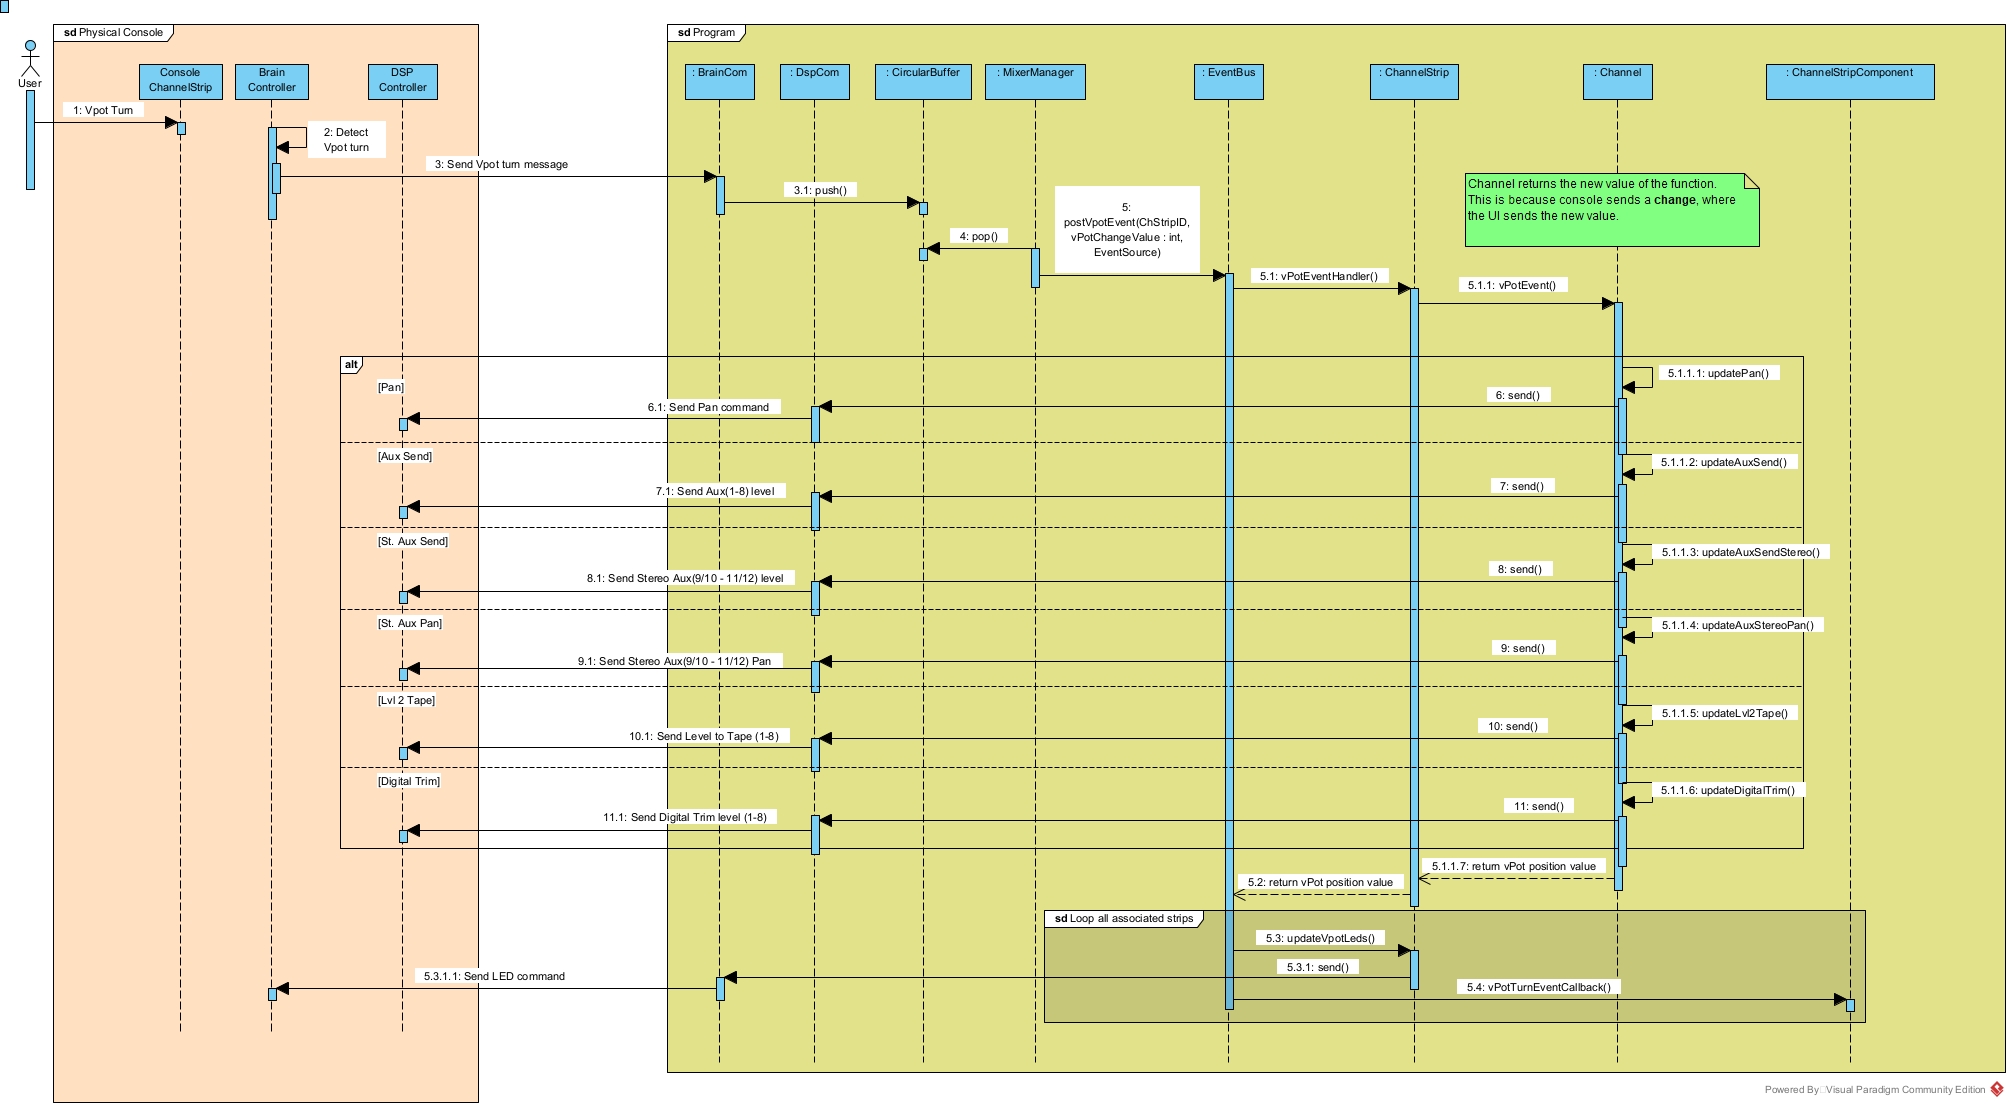 sd Physical Console
sd Program
User
Console
ChannelStrip
Brain
Controller
DSP
Controller
: BrainCom
: DspCom
: CircularBuffer
: MixerManager
: EventBus
: ChannelStrip
: Channel
: ChannelStripComponent
1: Vpot Turn
2: Detect
Vpot turn
3: Send Vpot turn message
3.1: push()
4: pop()
5:
postVpotEvent(ChStripID,
vPotChangeValue : int,
EventSource)
5.1: vPotEventHandler()
5.1.1: vPotEvent()
Channel returns the new value of the function.
This is because console sends a change, where
the UI sends the new value.
alt
[Pan]
5.1.1.1: updatePan()
6: send()
6.1: Send Pan command
[Aux Send]
5.1.1.2: updateAuxSend()
7: send()
7.1: Send Aux(1-8) level
[St. Aux Send]
5.1.1.3: updateAuxSendStereo()
8: send()
8.1: Send Stereo Aux(9/10 - 11/12) level
[St. Aux Pan]
5.1.1.4: updateAuxStereoPan()
9: send()
9.1: Send Stereo Aux(9/10 - 11/12) Pan
[Lvl 2 Tape]
5.1.1.5: updateLvl2Tape()
10: send()
10.1: Send Level to Tape (1-8)
[Digital Trim]
5.1.1.6: updateDigitalTrim()
11: send()
11.1: Send Digital Trim level (1-8)
5.1.1.7: return vPot position value
5.2: return vPot position value
sd Loop all associated strips
5.3: updateVpotLeds()
5.3.1: send()
5.3.1.1: Send LED command
5.4: vPotTurnEventCallback()
Powered By Visual Paradigm Community Edition